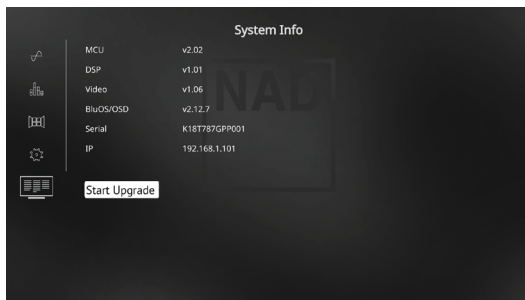 System Info
MCU v2.02
DSP v1.01
Video v1.06
BluOS/OSD v2.12.7
Serial K18T787GPP001
IP 192.168.1.101
NAD
Start Upgrade